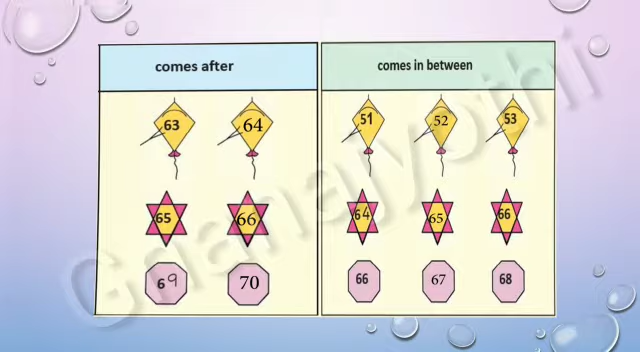 comes after
comes in between
63 64
51 52 53
65 66
64 65 66
69 70
66 67 68
Gnanajyothi